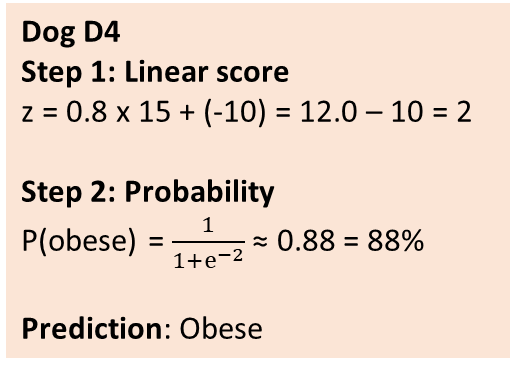 Dog D4
Step 1: Linear score
z = 0.8 x 15 + (-10) = 12.0 – 10 = 2
Step 2: Probability
P(obese) = 1/(1+e⁻²) ≈ 0.88 = 88%
Prediction: Obese